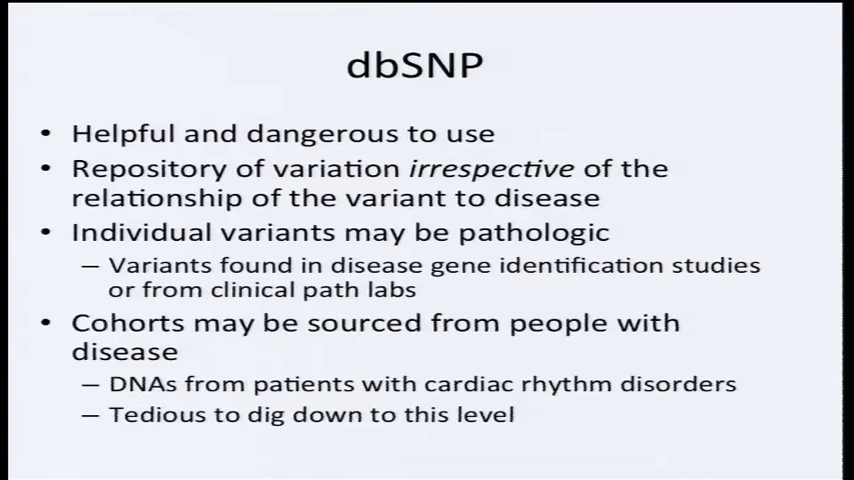 dbSNP
• Helpful and dangerous to use
• Repository of variation irrespective of the
relationship of the variant to disease
• Individual variants may be pathologic
– Variants found in disease gene identification studies
or from clinical path labs
• Cohorts may be sourced from people with
disease
– DNAs from patients with cardiac rhythm disorders
– Tedious to dig down to this level